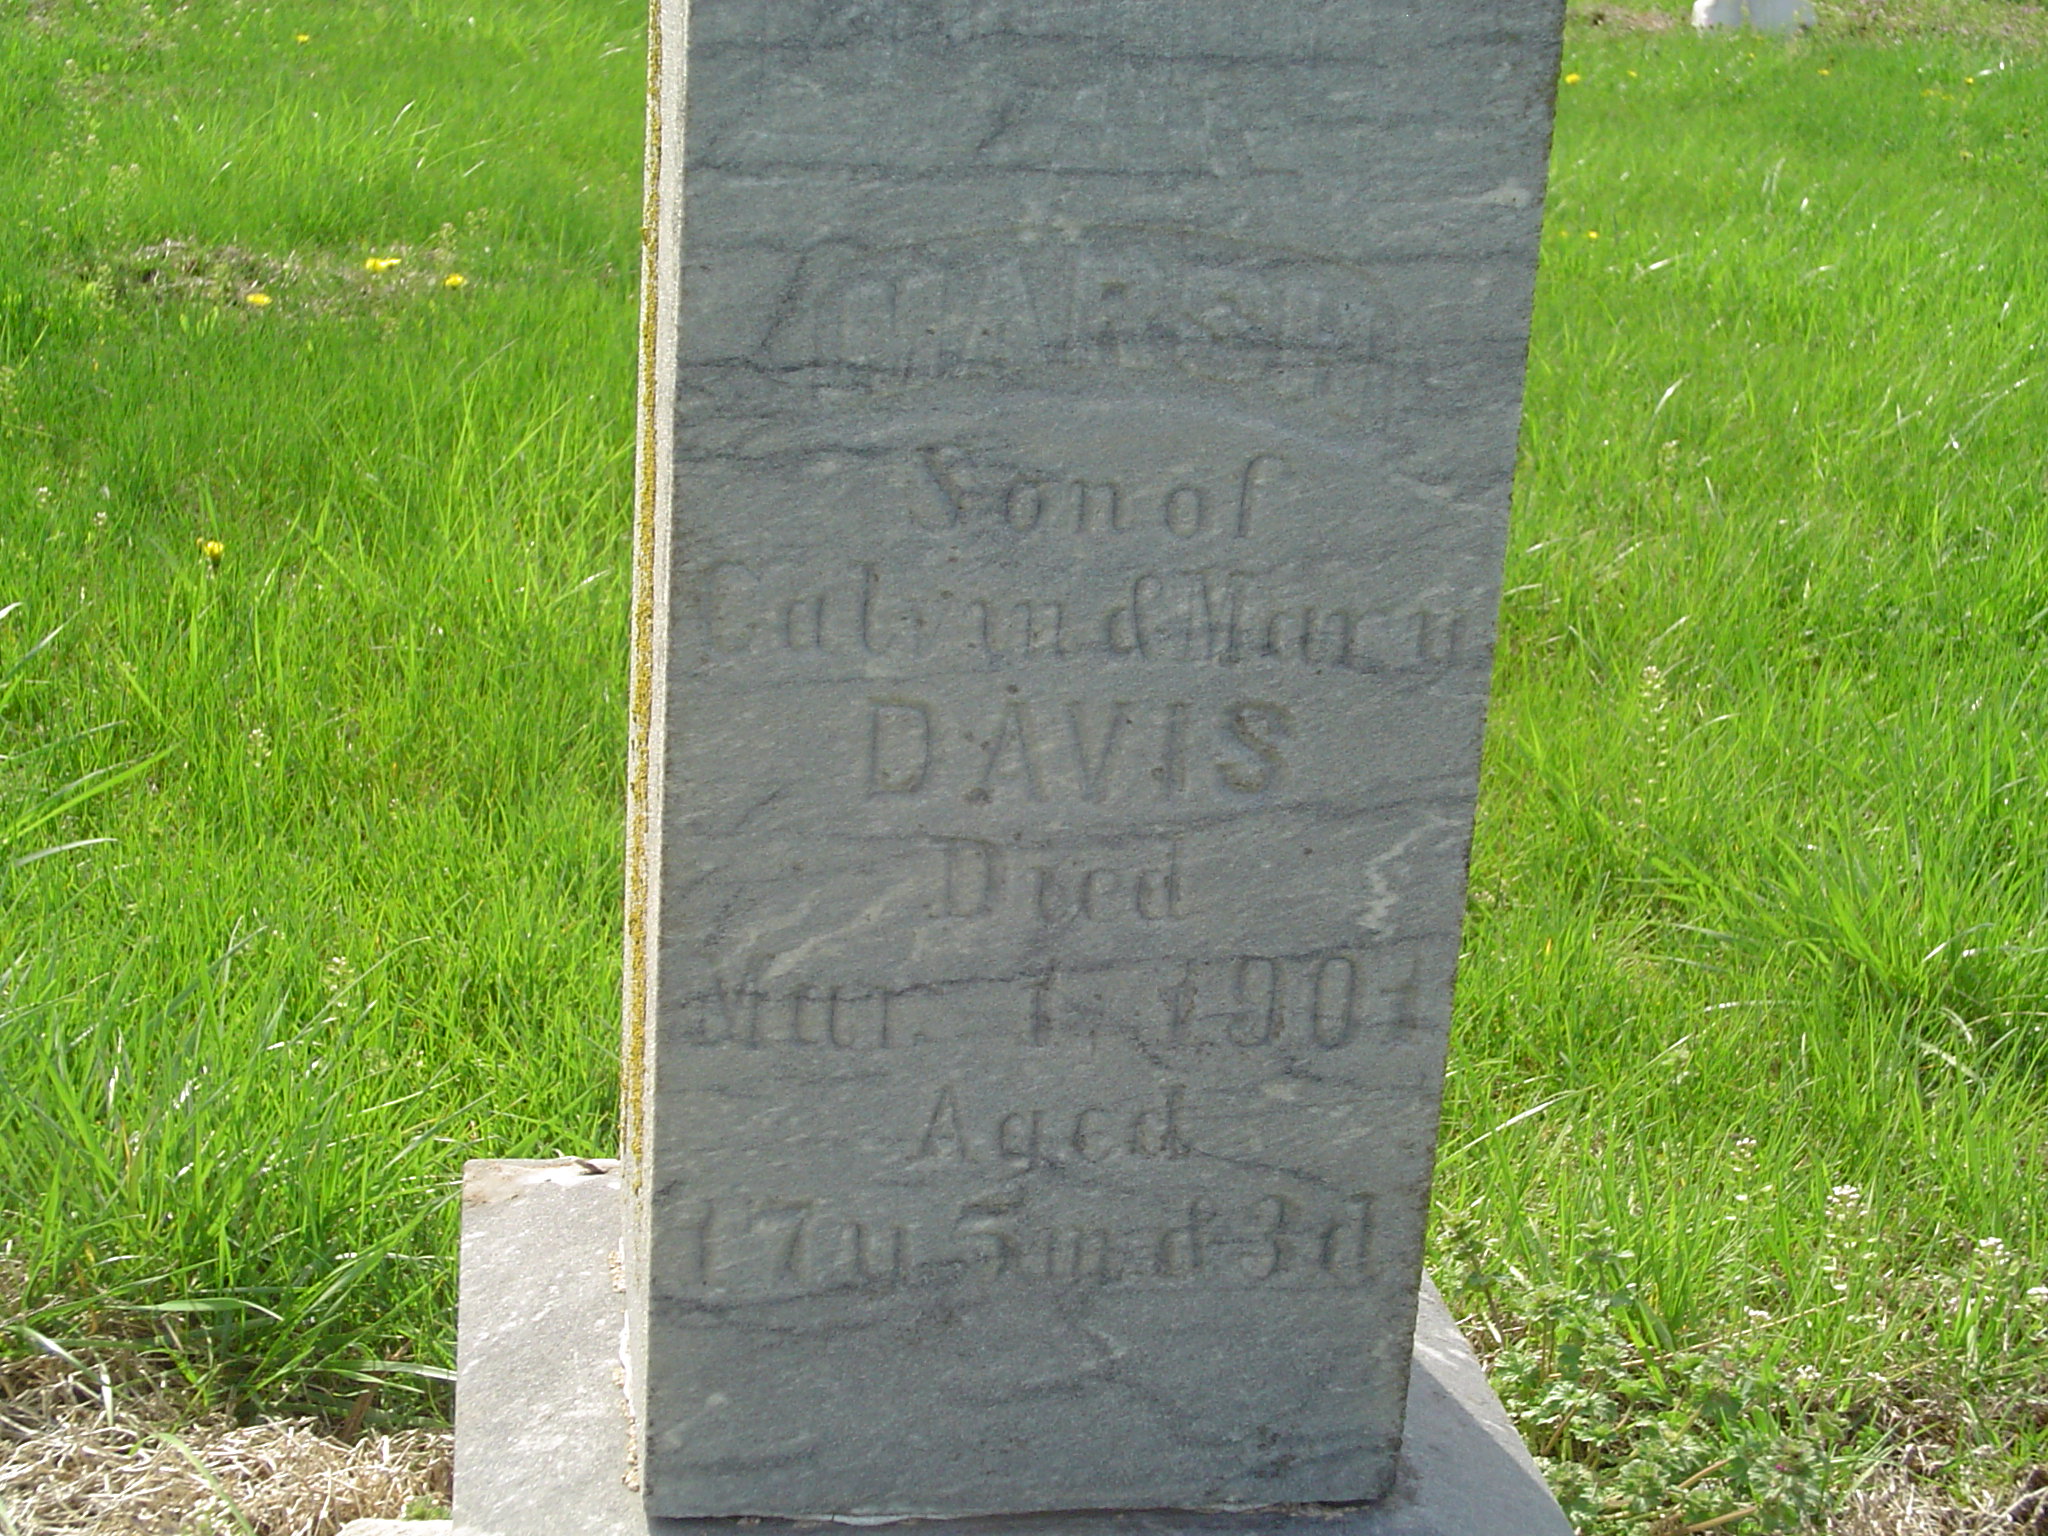 Son of
Calvin & Mary
DAVIS
Died
Mar. 1, 1901
Aged
17y 5m & 3d